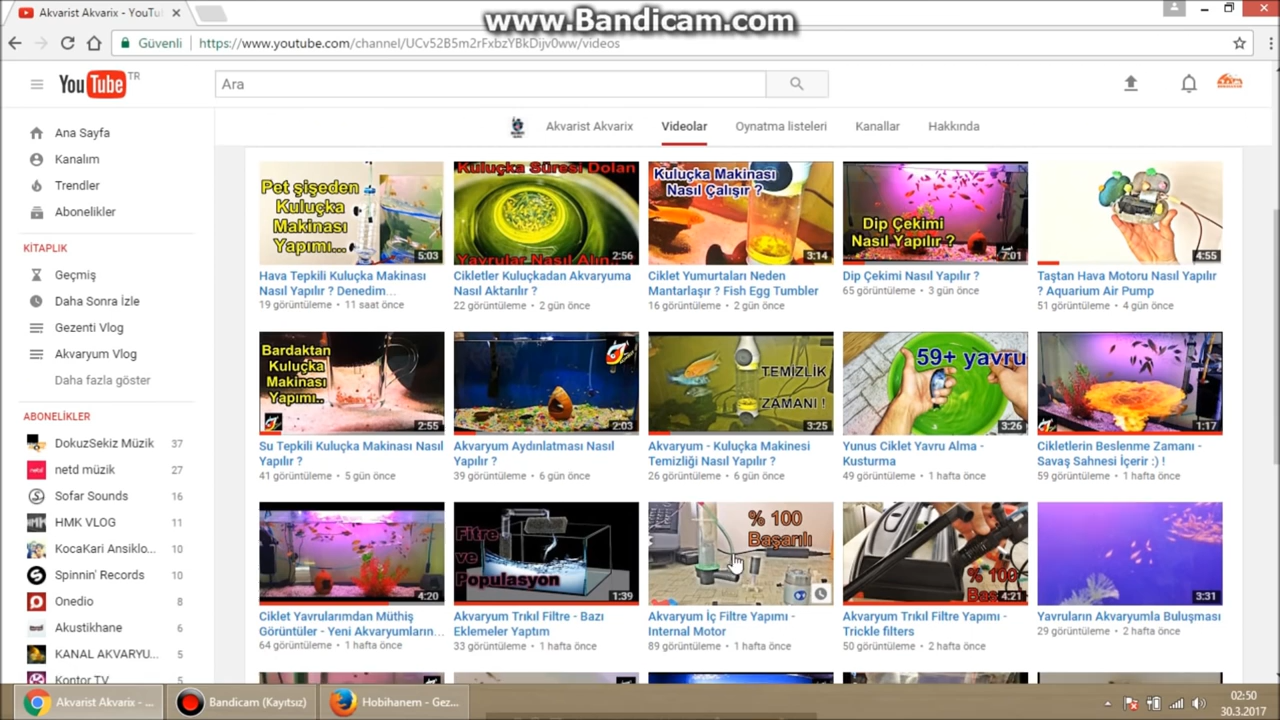 www.Bandicam.com
Akvarist Akvarix - YouTu
Güvenli
https://www.youtube.com/channel/UCv52B5m2rFxbzYBkDijv0ww/videos
YouTube TR
Ara
Akvarist Akvarix
Videolar
Oynatma listeleri
Kanallar
Hakkında
Ana Sayfa
Kanalım
Trendler
Abonelikler
KİTAPLIK
Geçmiş
Daha Sonra İzle
Gezenti Vlog
Akvaryum Vlog
Daha fazla göster
ABONELİKLER
DokuzSekiz Müzik 37
netd müzik 27
Sofar Sounds 16
HMK VLOG 11
KocaKari Ansiklo... 10
Spinnin' Records 10
Onedio 8
Akustikhane 6
KANAL AKVARYU... 5
Kontor TV 5
Pet şişeden
Kuluçka
Makinası
Yapımı...
5:03
Hava Tepkili Kuluçka Makinası
Nasıl Yapılır ? Denedim...
19 görüntüleme • 11 saat önce
Kuluçka Süresi Dolan
Yavrular Nasıl Alın
2:56
Cikletler Kuluçkadan Akvaryuma
Nasıl Aktarılır ?
22 görüntüleme • 2 gün önce
Kuluçka Makinası
Nasıl Çalışır ?
3:14
Ciklet Yumurtaları Neden
Mantarlaşır ? Fish Egg Tumbler
16 görüntüleme • 2 gün önce
Dip Çekimi
Nasıl Yapılır ?
7:01
Dip Çekimi Nasıl Yapılır ?
65 görüntüleme • 3 gün önce
4:55
Taştan Hava Motoru Nasıl Yapılır
? Aquarium Air Pump
51 görüntüleme • 4 gün önce
Bardaktan
Kuluçka
Makinası
Yapımı..
2:55
Su Tepkili Kuluçka Makinası Nasıl
Yapılır ?
41 görüntüleme • 5 gün önce
2:03
Akvaryum Aydınlatması Nasıl
Yapılır ?
39 görüntüleme • 6 gün önce
TEMİZLİK
ZAMANI !
3:25
Akvaryum - Kuluçka Makinesi
Temizliği Nasıl Yapılır ?
26 görüntüleme • 6 gün önce
59+ yavru
3:26
Yunus Ciklet Yavru Alma -
Kusturma
49 görüntüleme • 1 hafta önce
1:17
Cikletlerin Beslenme Zamanı -
Savaş Sahnesi İçerir :) !
59 görüntüleme • 1 hafta önce
4:20
Ciklet Yavrularımdan Müthiş
Görüntüler - Yeni Akvaryumların...
64 görüntüleme • 1 hafta önce
Fitre
ve
Populasyon
1:39
Akvaryum Trıkıl Filtre - Bazı
Eklemeler Yaptım
33 görüntüleme • 1 hafta önce
% 100
Başarılı
Akvaryum İç Filtre Yapımı -
Internal Motor
89 görüntüleme • 1 hafta önce
% 100
4:21
Akvaryum Trıkıl Filtre Yapımı -
Trickle filters
50 görüntüleme • 2 hafta önce
3:31
Yavruların Akvaryumla Buluşması
29 görüntüleme • 2 hafta önce
Akvarist Akvarix - ...
Bandicam (Kayıtsız)
Hobihanem - Gez...
02:50
30.3.2017